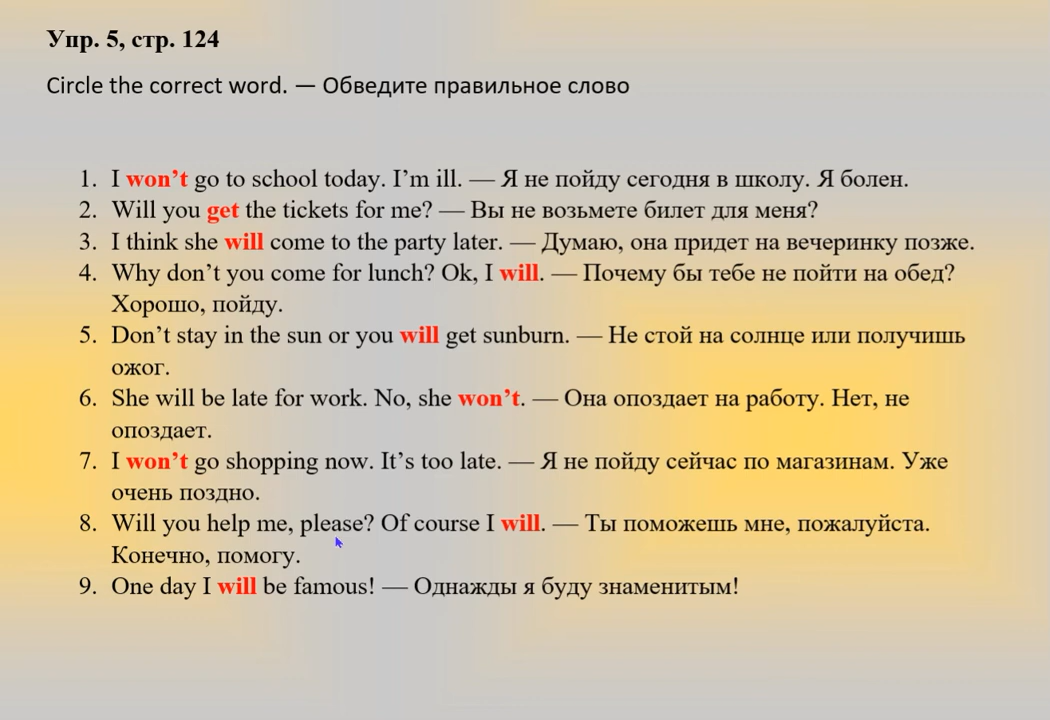 Упр. 5, стр. 124
Circle the correct word. — Обведите правильное слово
1. I won’t go to school today. I’m ill. — Я не пойду сегодня в школу. Я болен.
2. Will you get the tickets for me? — Вы не возьмете билет для меня?
3. I think she will come to the party later. — Думаю, она придет на вечеринку позже.
4. Why don’t you come for lunch? Ok, I will. — Почему бы тебе не пойти на обед?
Хорошо, пойду.
5. Don’t stay in the sun or you will get sunburn. — Не стой на солнце или получишь
ожог.
6. She will be late for work. No, she won’t. — Она опоздает на работу. Нет, не
опоздает.
7. I won’t go shopping now. It’s too late. — Я не пойду сейчас по магазинам. Уже
очень поздно.
8. Will you help me, please? Of course I will. — Ты поможешь мне, пожалуйста.
Конечно, помогу.
9. One day I will be famous! — Однажды я буду знаменитым!